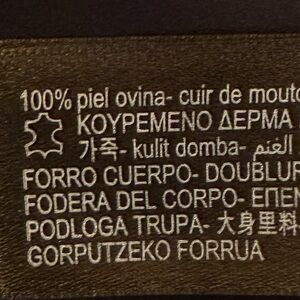 100% piel ovina- cuir de mouto
ΚΟΥΡΕΜΕΝΟ ΔΕΡΜΑ
가죽- kulit domba- الغنم
FORRO CUERPO- DOUBLUR
FODERA DEL CORPO- ΕΠΕΝ
PODLOGA TRUPA- 大身里料
GORPUTZEKO FORRUA